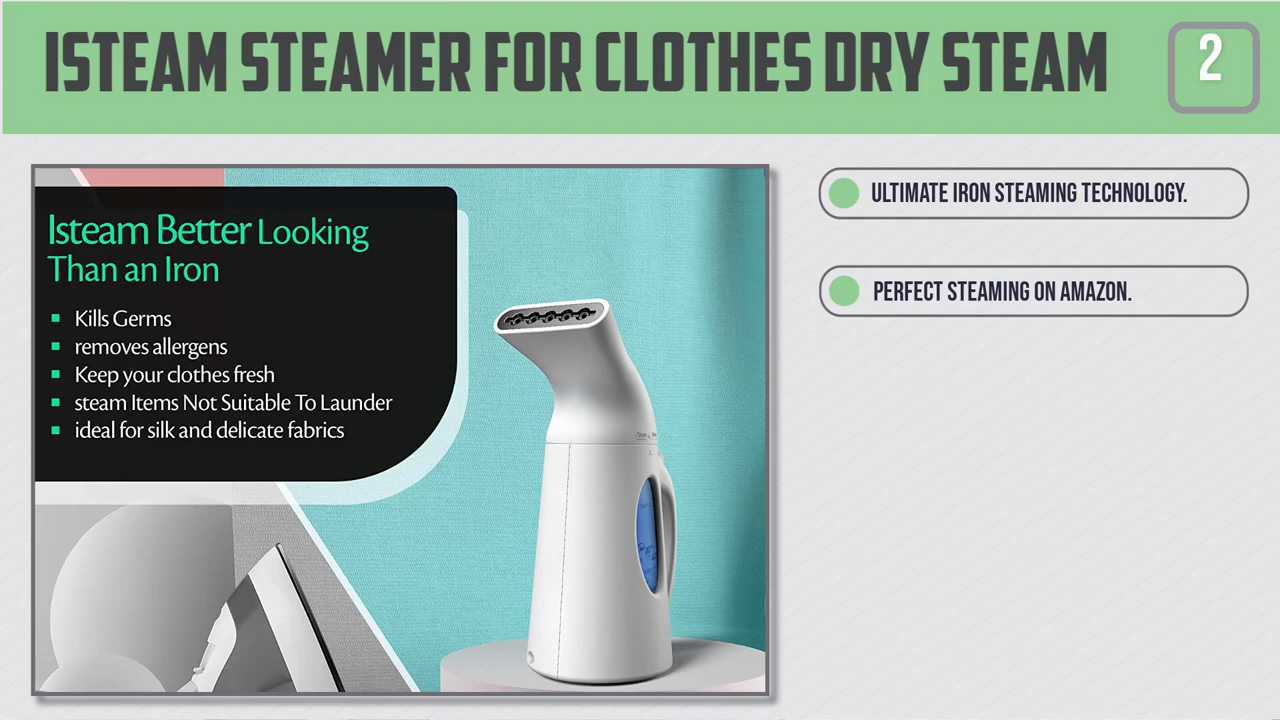 ISTEAM STEAMER FOR CLOTHES DRY STEAM
2
Isteam Better Looking
Than an Iron
Kills Germs
removes allergens
Keep your clothes fresh
steam Items Not Suitable To Launder
ideal for silk and delicate fabrics
ULTIMATE IRON STEAMING TECHNOLOGY.
PERFECT STEAMING ON AMAZON.